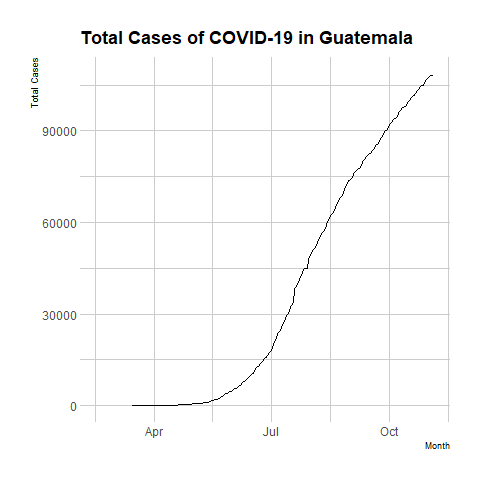 Total Cases of COVID-19 in Guatemala
Total Cases
90000
60000
30000
0
Apr Jul Oct
Month